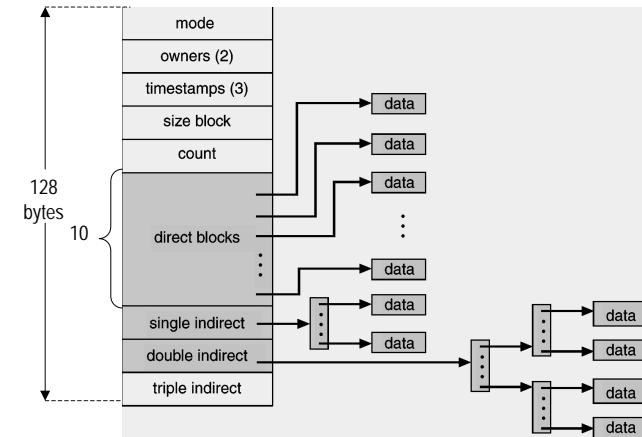 mode
owners (2)
timestamps (3)
size block
count
128
bytes
10
direct blocks
single indirect
double indirect
triple indirect
data
data
data
data
data
data
data
data
data
data